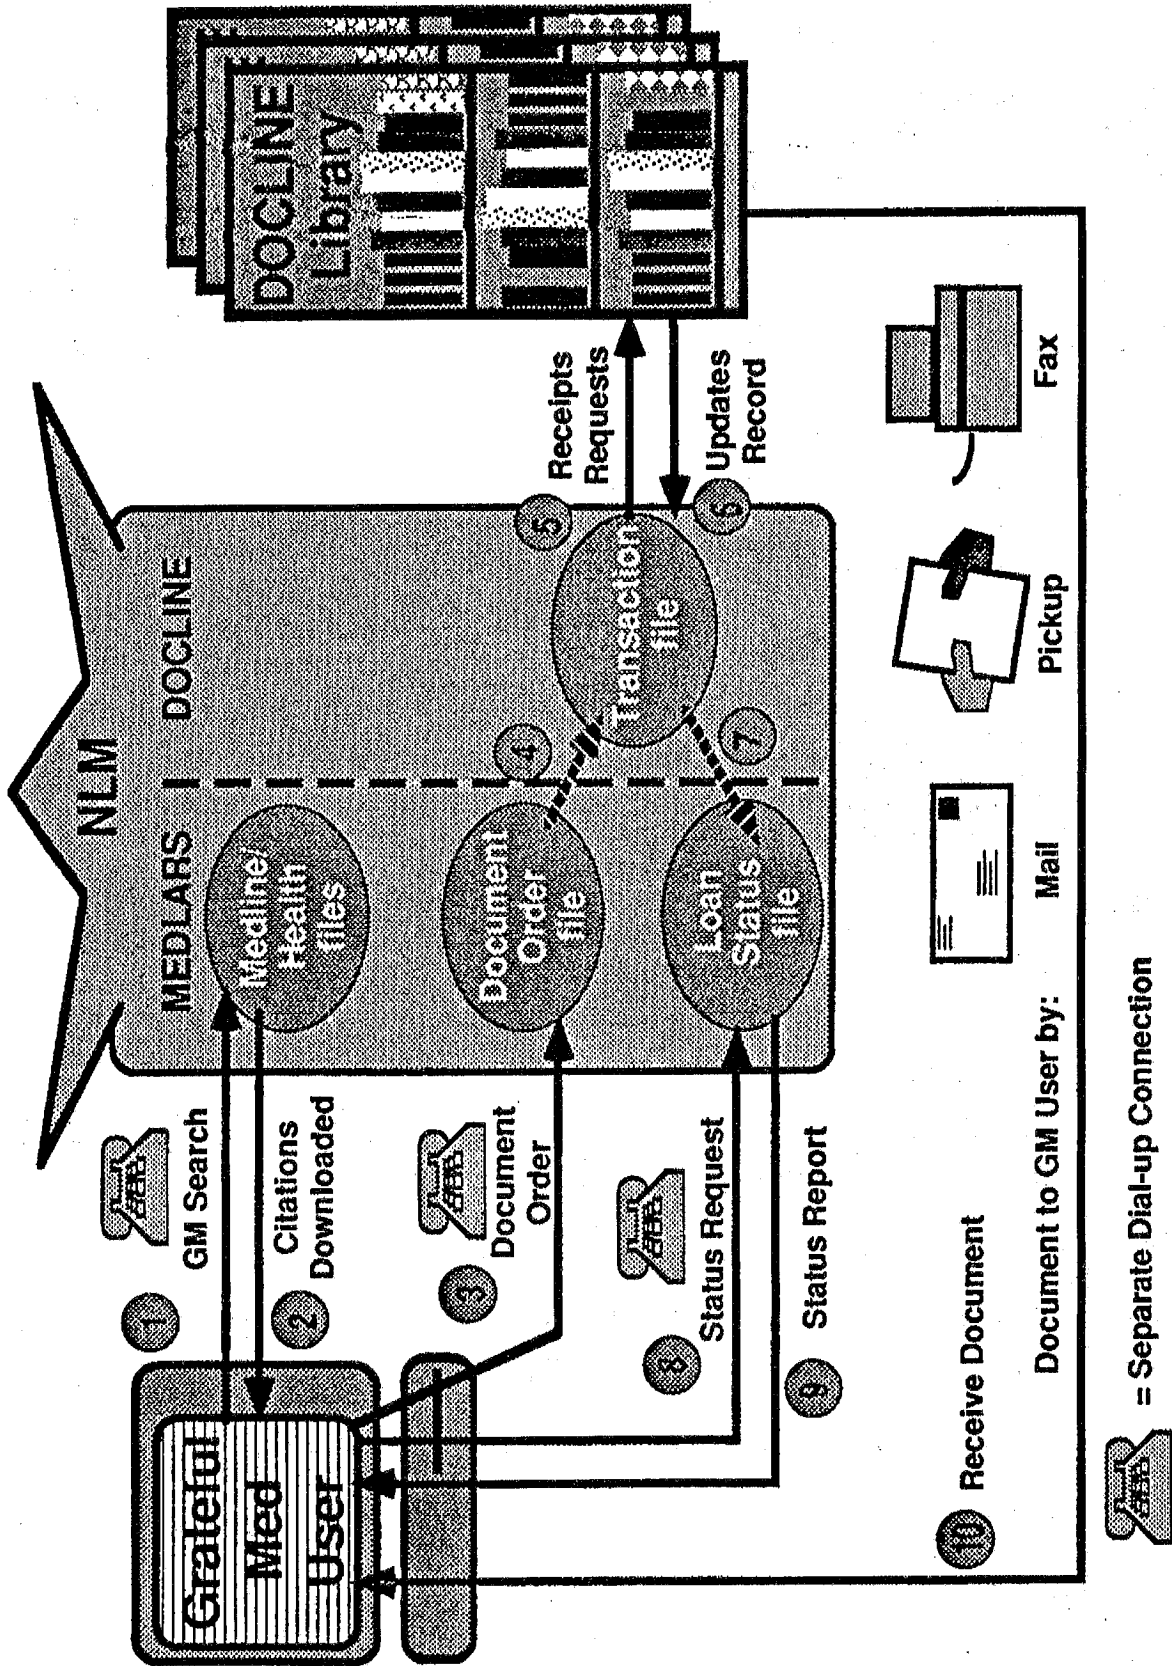 NLM
MEDLARS
DOCLINE
Grateful
Med
User
1
GM Search
2
Citations
Downloaded
Medline/
Health
files
3
Document
Order
Document
Order
file
4
Transaction
file
5
Receipts
Requests
6
Updates
Record
DOCLINE
Library
7
Loan
Status
file
8
Status Request
9
Status Report
10
Receive Document
Document to GM User by:
Mail
Pickup
Fax
= Separate Dial-up Connection